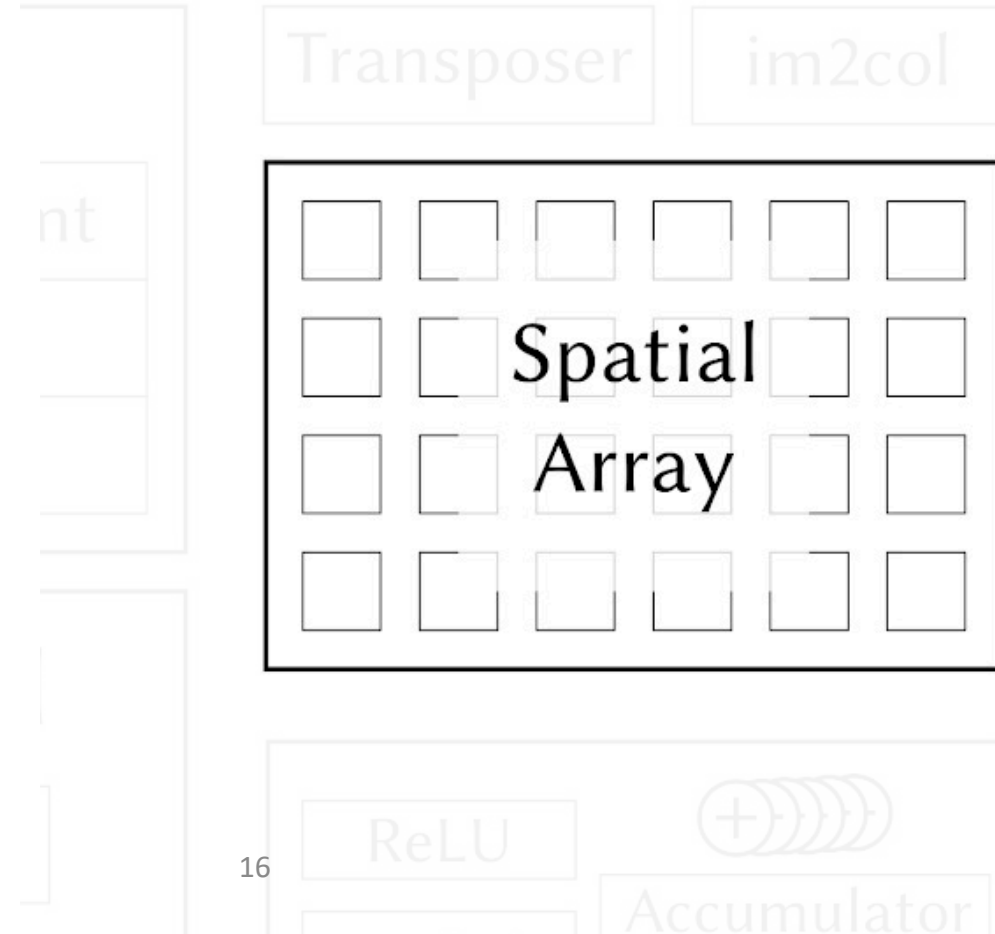 Transposer
im2col
nt
Spatial
Array
ReLU
16
Accumulator